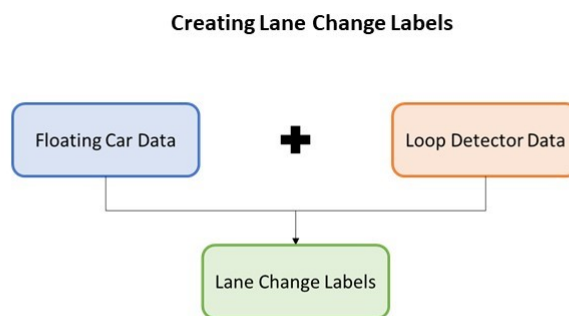 Creating Lane Change Labels
Floating Car Data
Loop Detector Data
Lane Change Labels